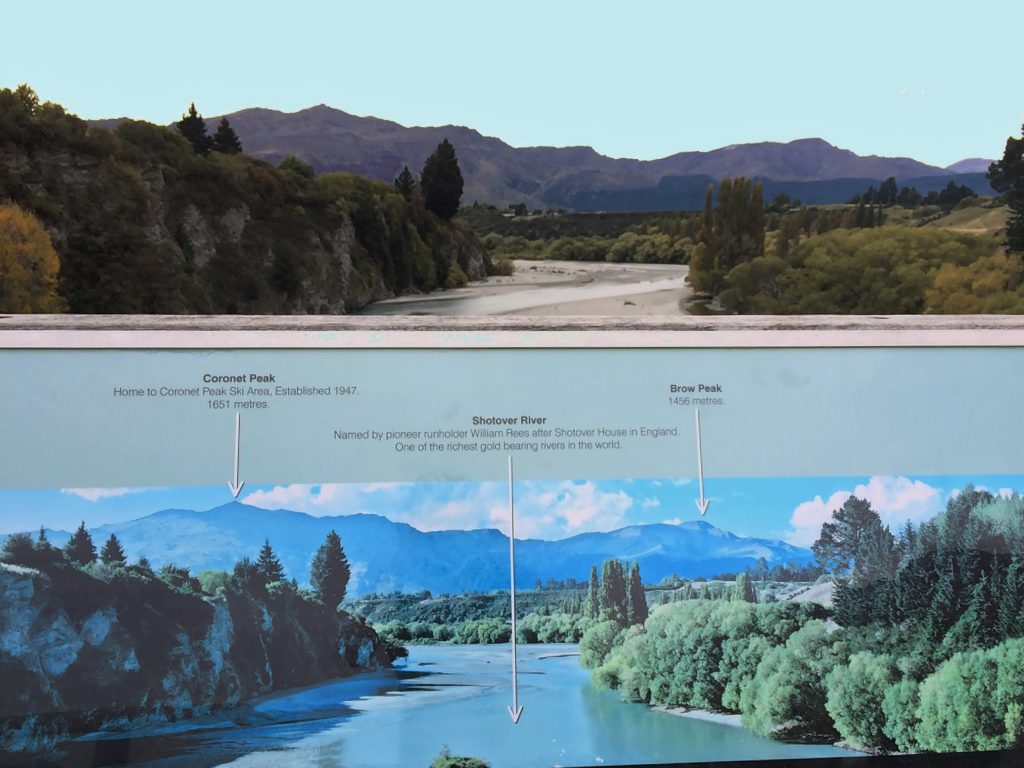 Coronet Peak
Home to Coronet Peak Ski Area, Established 1947.
1651 metres.
Brow Peak
1456 metres.
Shotover River
Named by pioneer runholder William Rees after Shotover House in England.
One of the richest gold bearing rivers in the world.